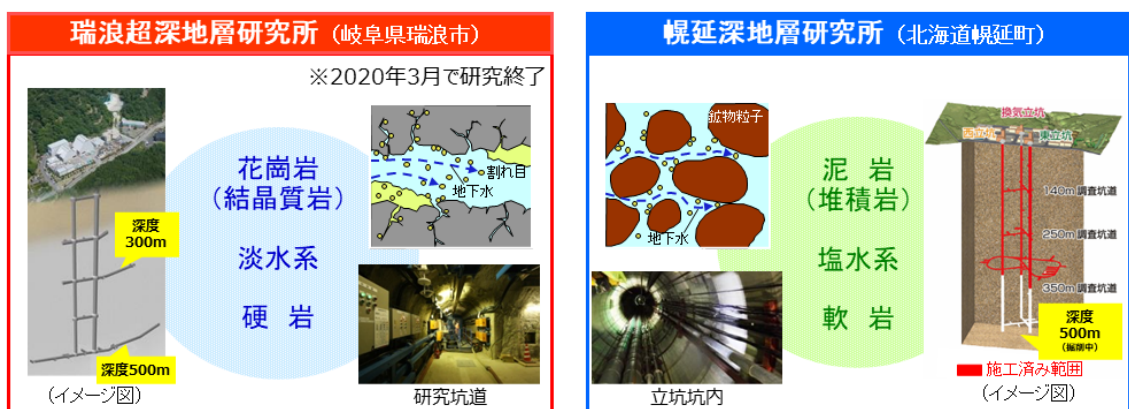 瑞浪超深地層研究所（岐阜県瑞浪市）
※2020年3月で研究終了
花崗岩
（結晶質岩）
淡水系
硬 岩
割れ目
地下水
深度
300m
深度500m
（イメージ図）
研究坑道
幌延深地層研究所（北海道幌延町）
鉱物粒子
地下水
泥 岩
（堆積岩）
塩水系
軟 岩
換気立坑
西立坑
東立坑
140m 調査坑道
250m 調査坑道
350m 調査坑道
深度
500m
（掘削中）
施工済み範囲
立坑坑内
（イメージ図）